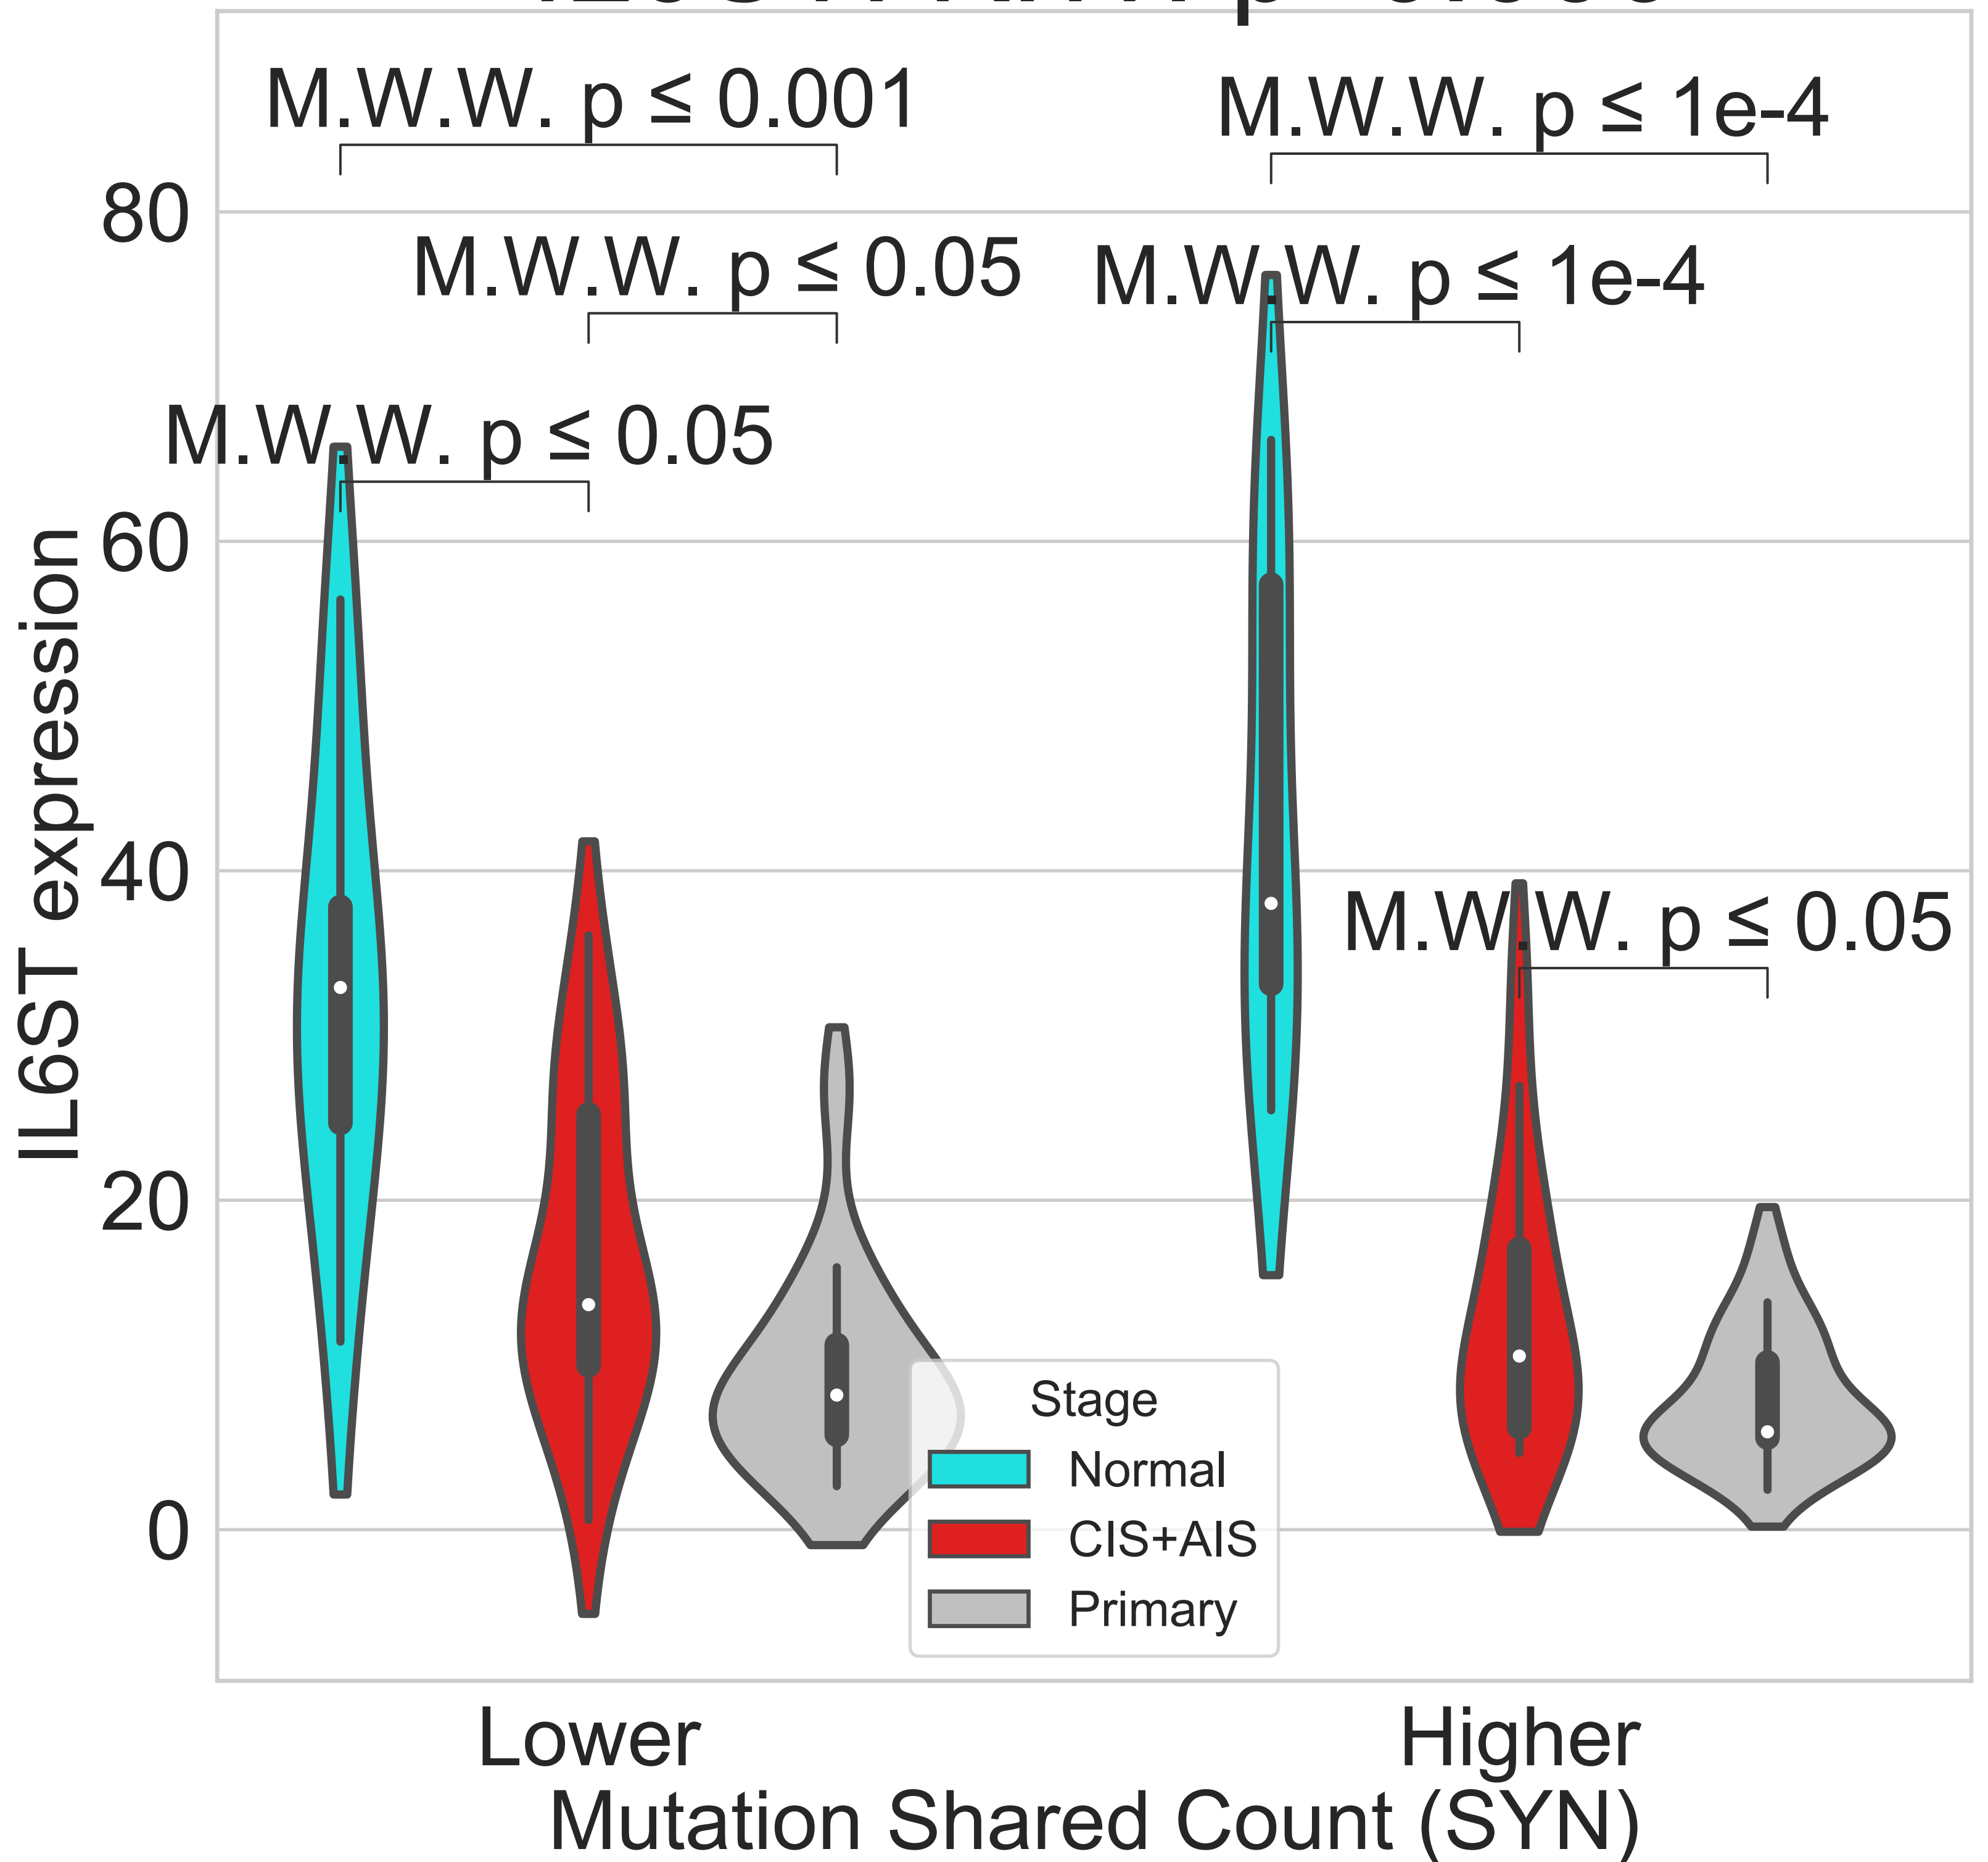 M.W.W. p ≤ 0.001
M.W.W. p ≤ 1e-4
80
M.W.W. p ≤ 0.05
M.W.W. p ≤ 1e-4
M.W.W. p ≤ 0.05
60
IL6ST expression
40
M.W.W. p ≤ 0.05
20
0
Stage
Normal
CIS+AIS
Primary
Lower
Higher
Mutation Shared Count (SYN)